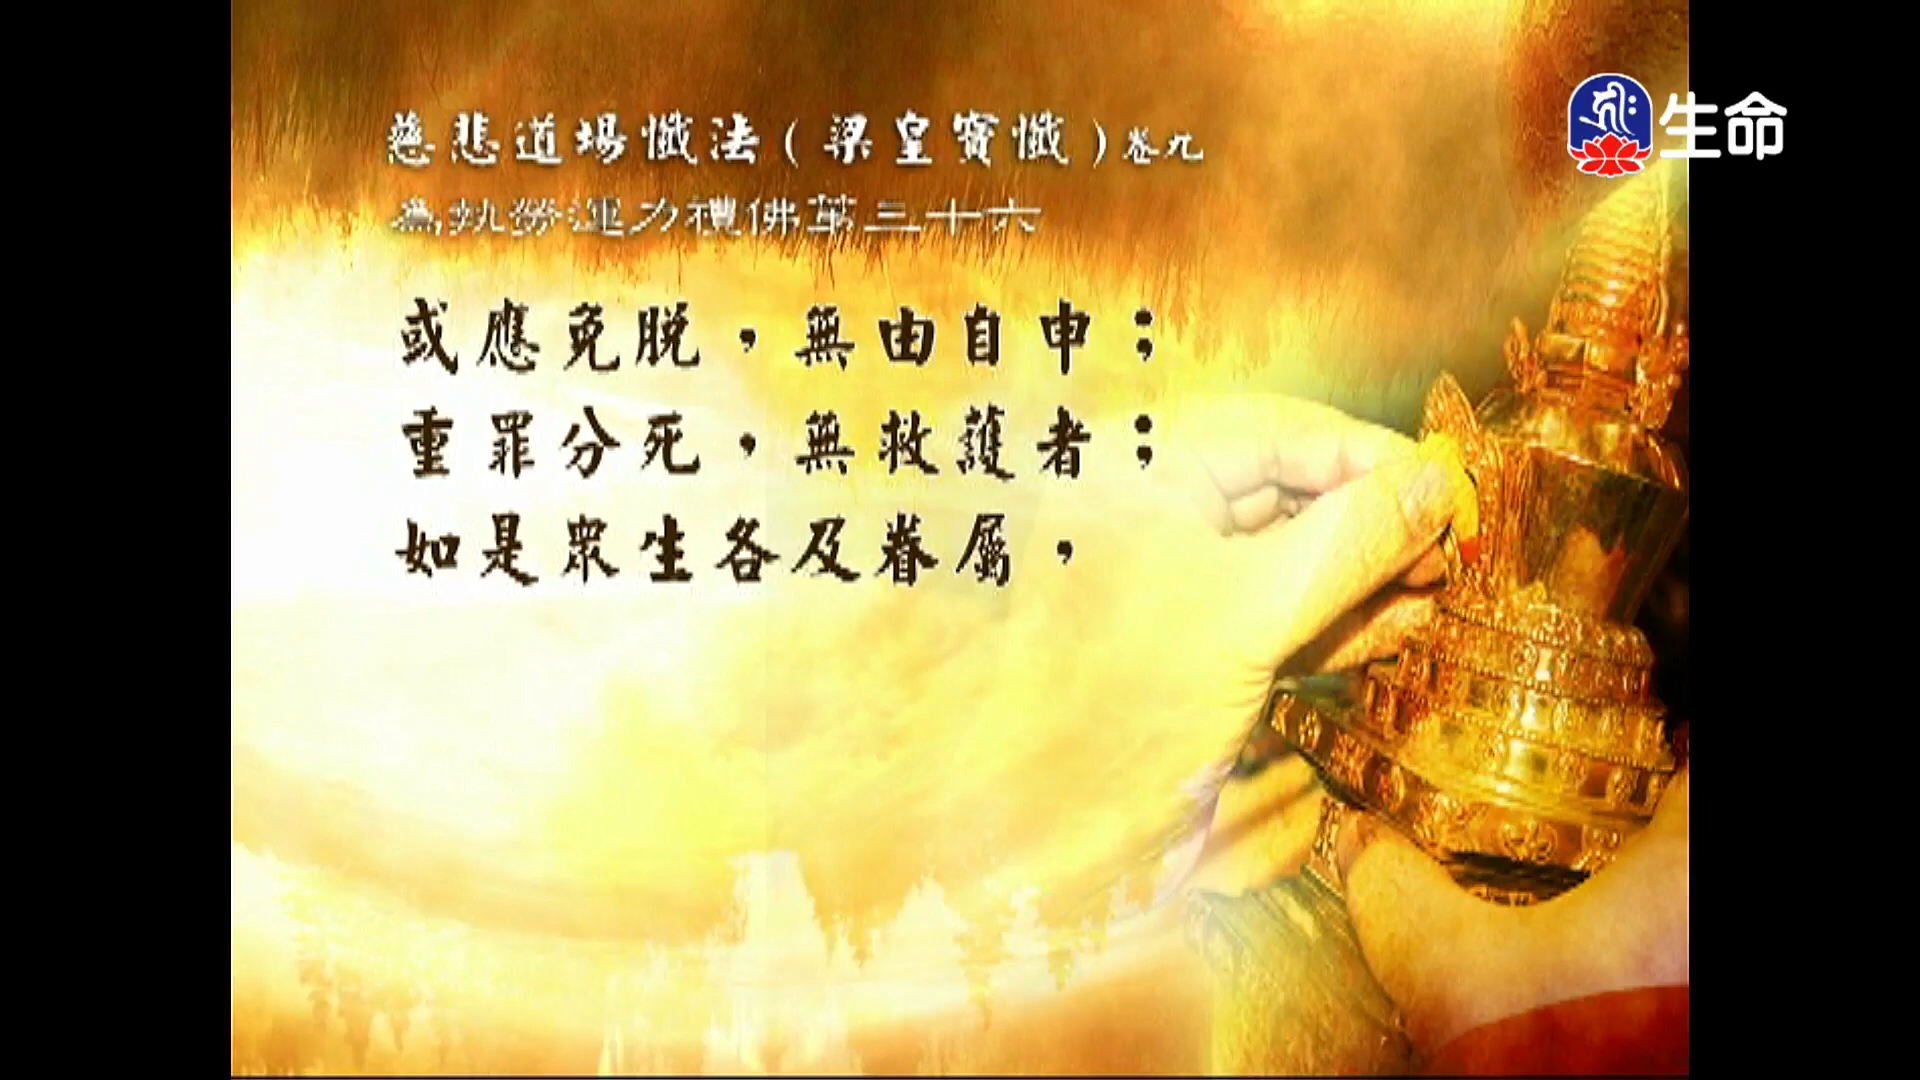 慈悲道場懺法(梁皇寶懺)卷九
為執勞運力禮佛第三十六
或應免脱，無由自申；
重罪分死，無救護者；
如是眾生各及眷屬，
生命